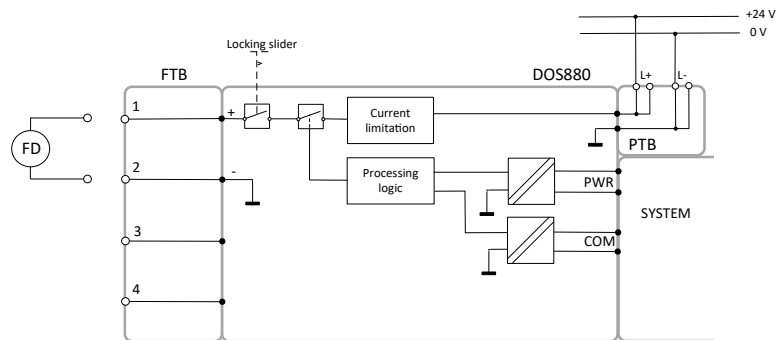 +24 V
0 V
Locking slider
FTB
DOS880
L+
L-
1
+
Current
limitation
FD
PTB
2
-
Processing
logic
PWR
SYSTEM
3
COM
4